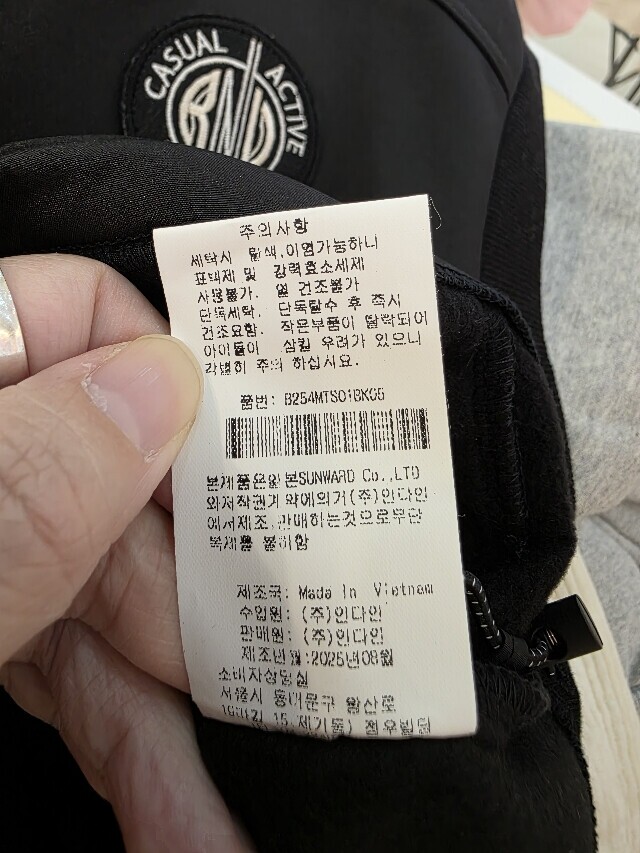 CASUAL ACTIVE
주의사항
세탁시 탈색,이염가능하니
표백제 및 강력효소세제
사용불가. 열 건조불가
단독세탁. 단독탈수 후 즉시
건조요함. 작은부품이 탈락되어
아이들이 삼킬 우려가 있으니
각별히 주의 하십시요.
품번: B254MTS018KC5
본제품은일본SUNWARD Co.,LTD
와저작권계약에의거(주)인다인
에서제조.판매하는것으로무단
복제를 불허함
제조국: Made In Vietnam
수입원: (주)인다인
판매원: (주)인다인
제조년월:2025년08월
소비자상담실
서울시 동대문구 왕산로
15 제기동)